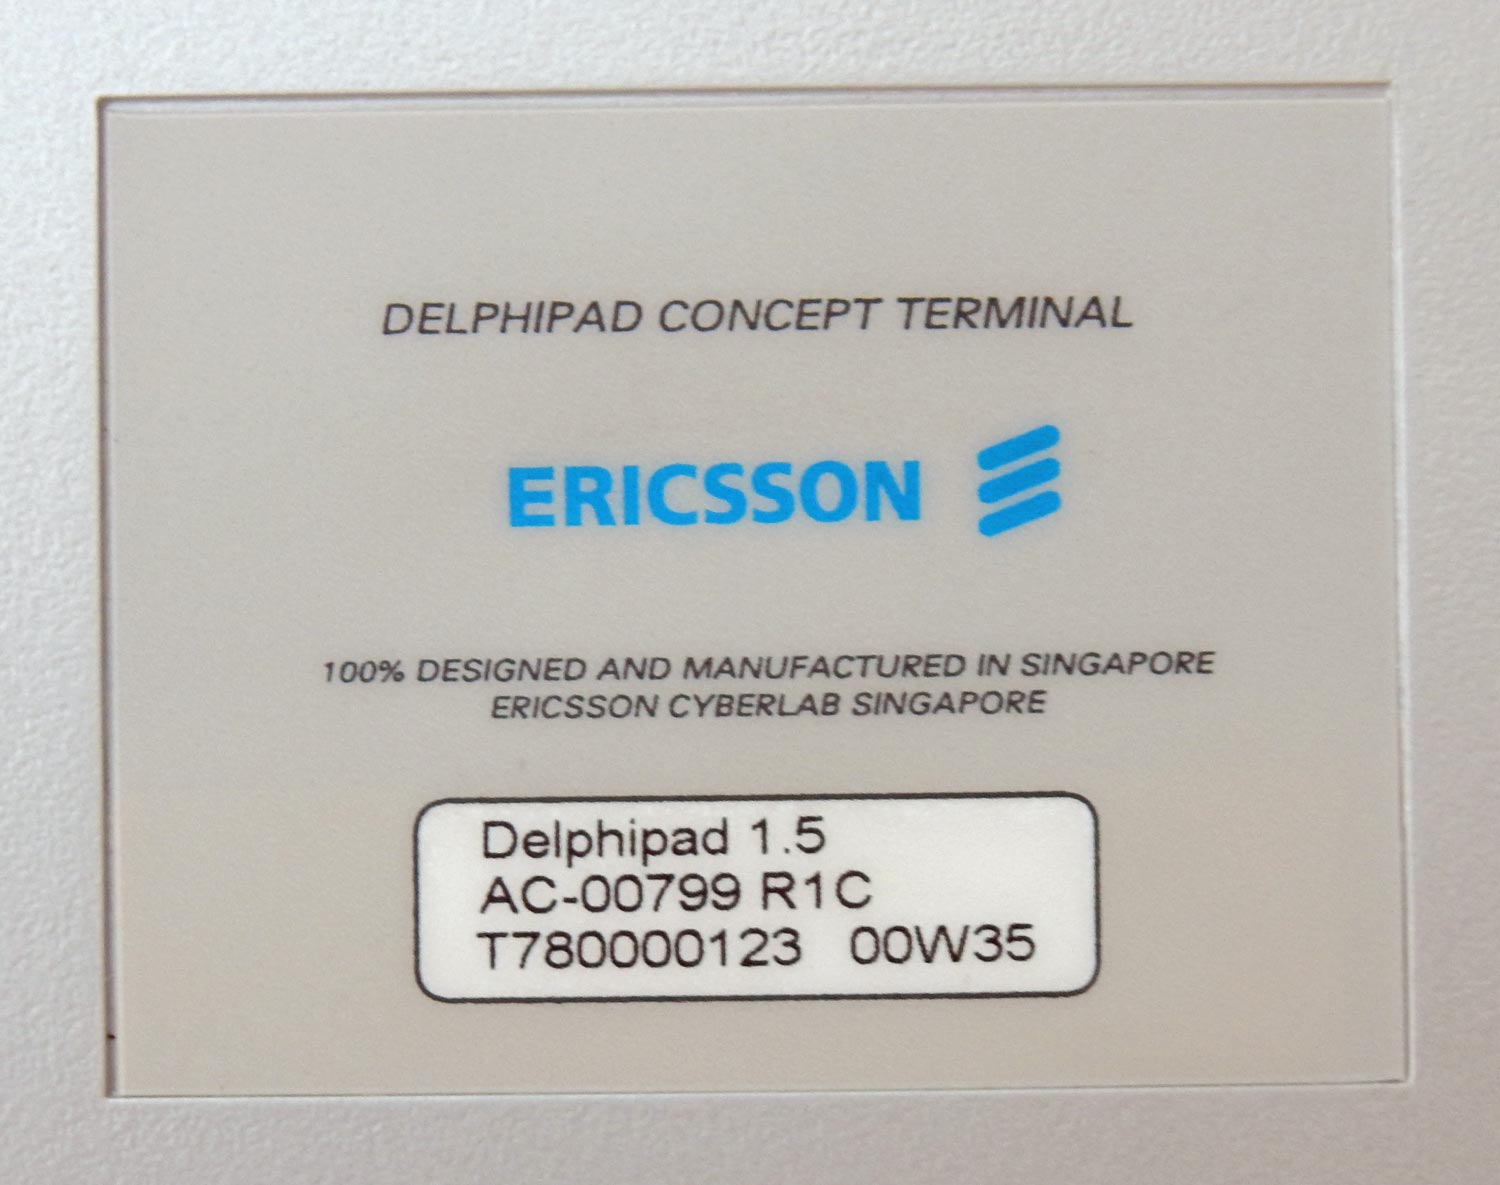 DELPHIPAD CONCEPT TERMINAL
ERICSSON
100% DESIGNED AND MANUFACTURED IN SINGAPORE
ERICSSON CYBERLAB SINGAPORE
Delphipad 1.5
AC-00799 R1C
T780000123 00W35